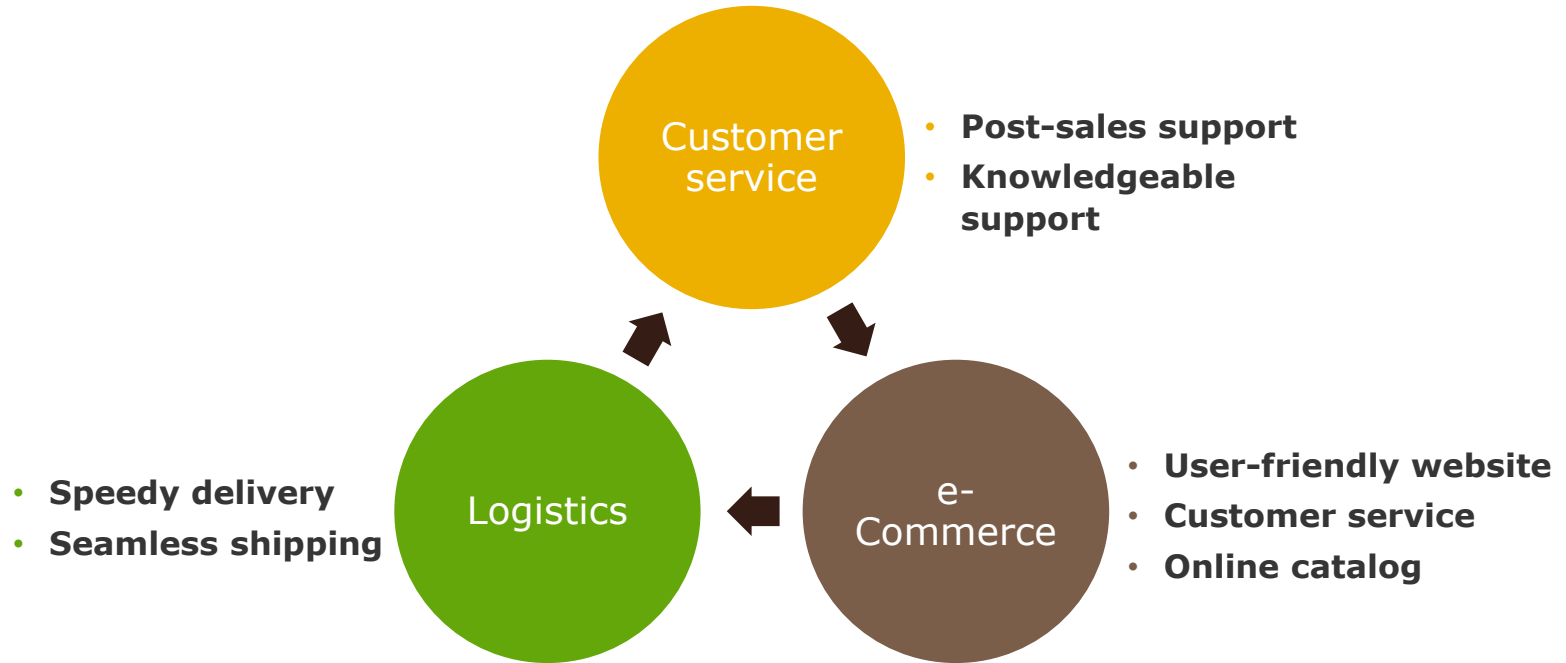 Customer
service
• Post-sales support
• Knowledgeable
support
Logistics
• Speedy delivery
• Seamless shipping
e-
Commerce
• User-friendly website
• Customer service
• Online catalog